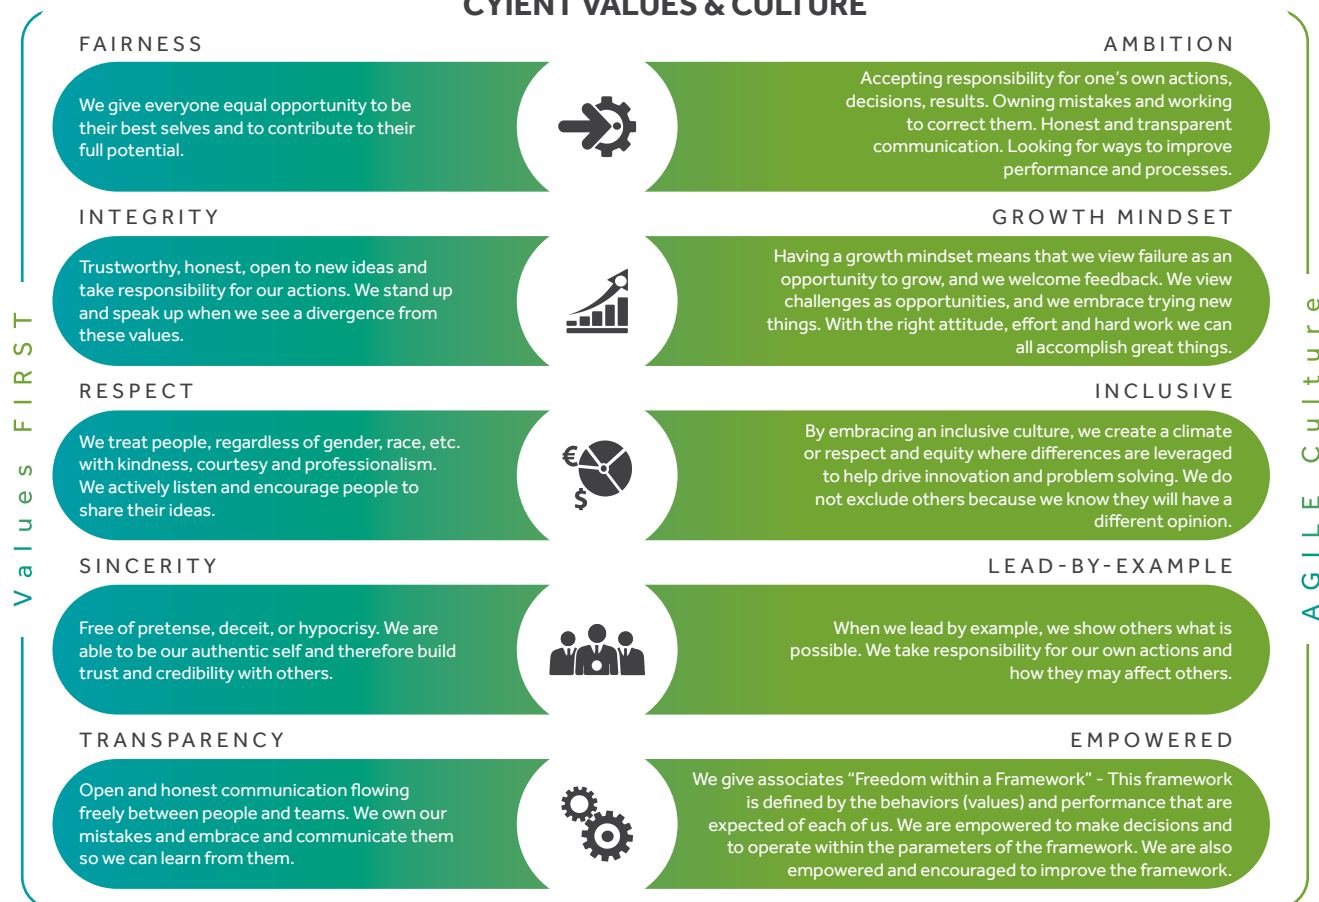 CYIENT VALUES & CULTURE
Values FIRST
FAIRNESS
We give everyone equal opportunity to be
their best selves and to contribute to their
full potential.
AMBITION
Accepting responsibility for one’s own actions,
decisions, results. Owning mistakes and working
to correct them. Honest and transparent
communication. Looking for ways to improve
performance and processes.
INTEGRITY
Trustworthy, honest, open to new ideas and
take responsibility for our actions. We stand up
and speak up when we see a divergence from
these values.
GROWTH MINDSET
Having a growth mindset means that we view failure as an
opportunity to grow, and we welcome feedback. We view
challenges as opportunities, and we embrace trying new
things. With the right attitude, effort and hard work we can
all accomplish great things.
RESPECT
We treat people, regardless of gender, race, etc.
with kindness, courtesy and professionalism.
We actively listen and encourage people to
share their ideas.
€
$
INCLUSIVE
By embracing an inclusive culture, we create a climate
or respect and equity where differences are leveraged
to help drive innovation and problem solving. We do
not exclude others because we know they will have a
different opinion.
SINCERITY
Free of pretense, deceit, or hypocrisy. We are
able to be our authentic self and therefore build
trust and credibility with others.
LEAD-BY-EXAMPLE
When we lead by example, we show others what is
possible. We take responsibility for our own actions and
how they may affect others.
TRANSPARENCY
Open and honest communication flowing
freely between people and teams. We own our
mistakes and embrace and communicate them
so we can learn from them.
EMPOWERED
We give associates “Freedom within a Framework” - This framework
is defined by the behaviors (values) and performance that are
expected of each of us. We are empowered to make decisions and
to operate within the parameters of the framework. We are also
empowered and encouraged to improve the framework.
AGILE Culture